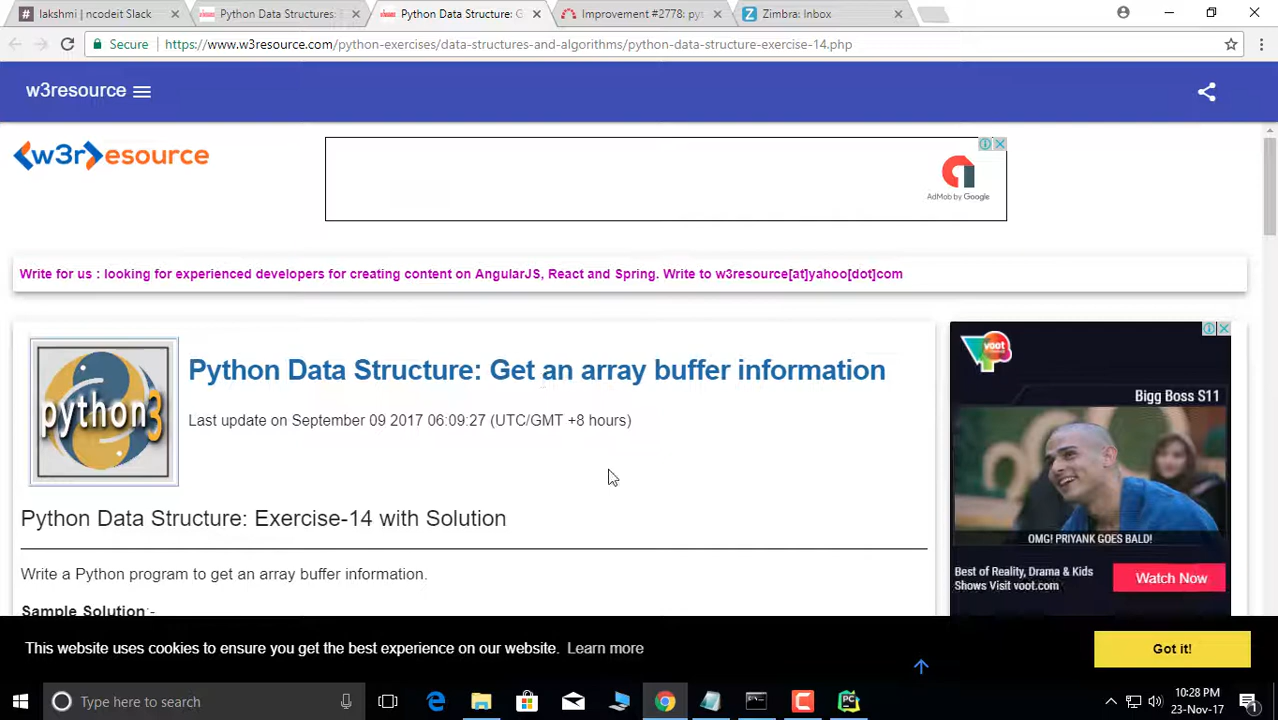 lakshmi | ncodeit Slack
Python Data Structures:
Python Data Structure: G
Improvement #2778: pyt
Zimbra: Inbox
Secure
https://www.w3resource.com/python-exercises/data-structures-and-algorithms/python-data-structure-exercise-14.php
w3resource
w3resource
AdMob by Google
Write for us : looking for experienced developers for creating content on AngularJS, React and Spring. Write to w3resource[at]yahoo[dot]com
python3
Python Data Structure: Get an array buffer information
Last update on September 09 2017 06:09:27 (UTC/GMT +8 hours)
voot
Bigg Boss S11
OMG! PRIYANK GOES BALD!
Best of Reality, Drama & Kids
Shows Visit voot.com
Watch Now
Python Data Structure: Exercise-14 with Solution
Write a Python program to get an array buffer information.
Sample Solution:-
This website uses cookies to ensure you get the best experience on our website. Learn more
Got it!
Type here to search
10:28 PM
23-Nov-17